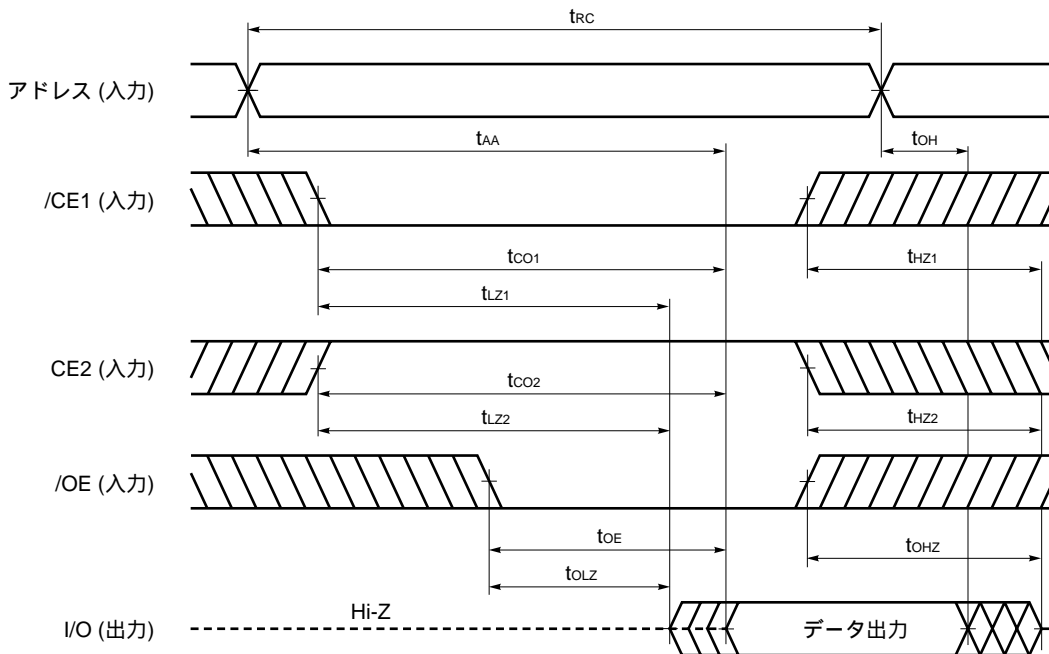 tRC
アドレス (入力)
tAA
tOH
/CE1 (入力)
tCO1
tHZ1
tLZ1
CE2 (入力)
tCO2
tLZ2
tHZ2
/OE (入力)
tOE
tOHZ
tOLZ
Hi-Z
I/O (出力)
データ出力